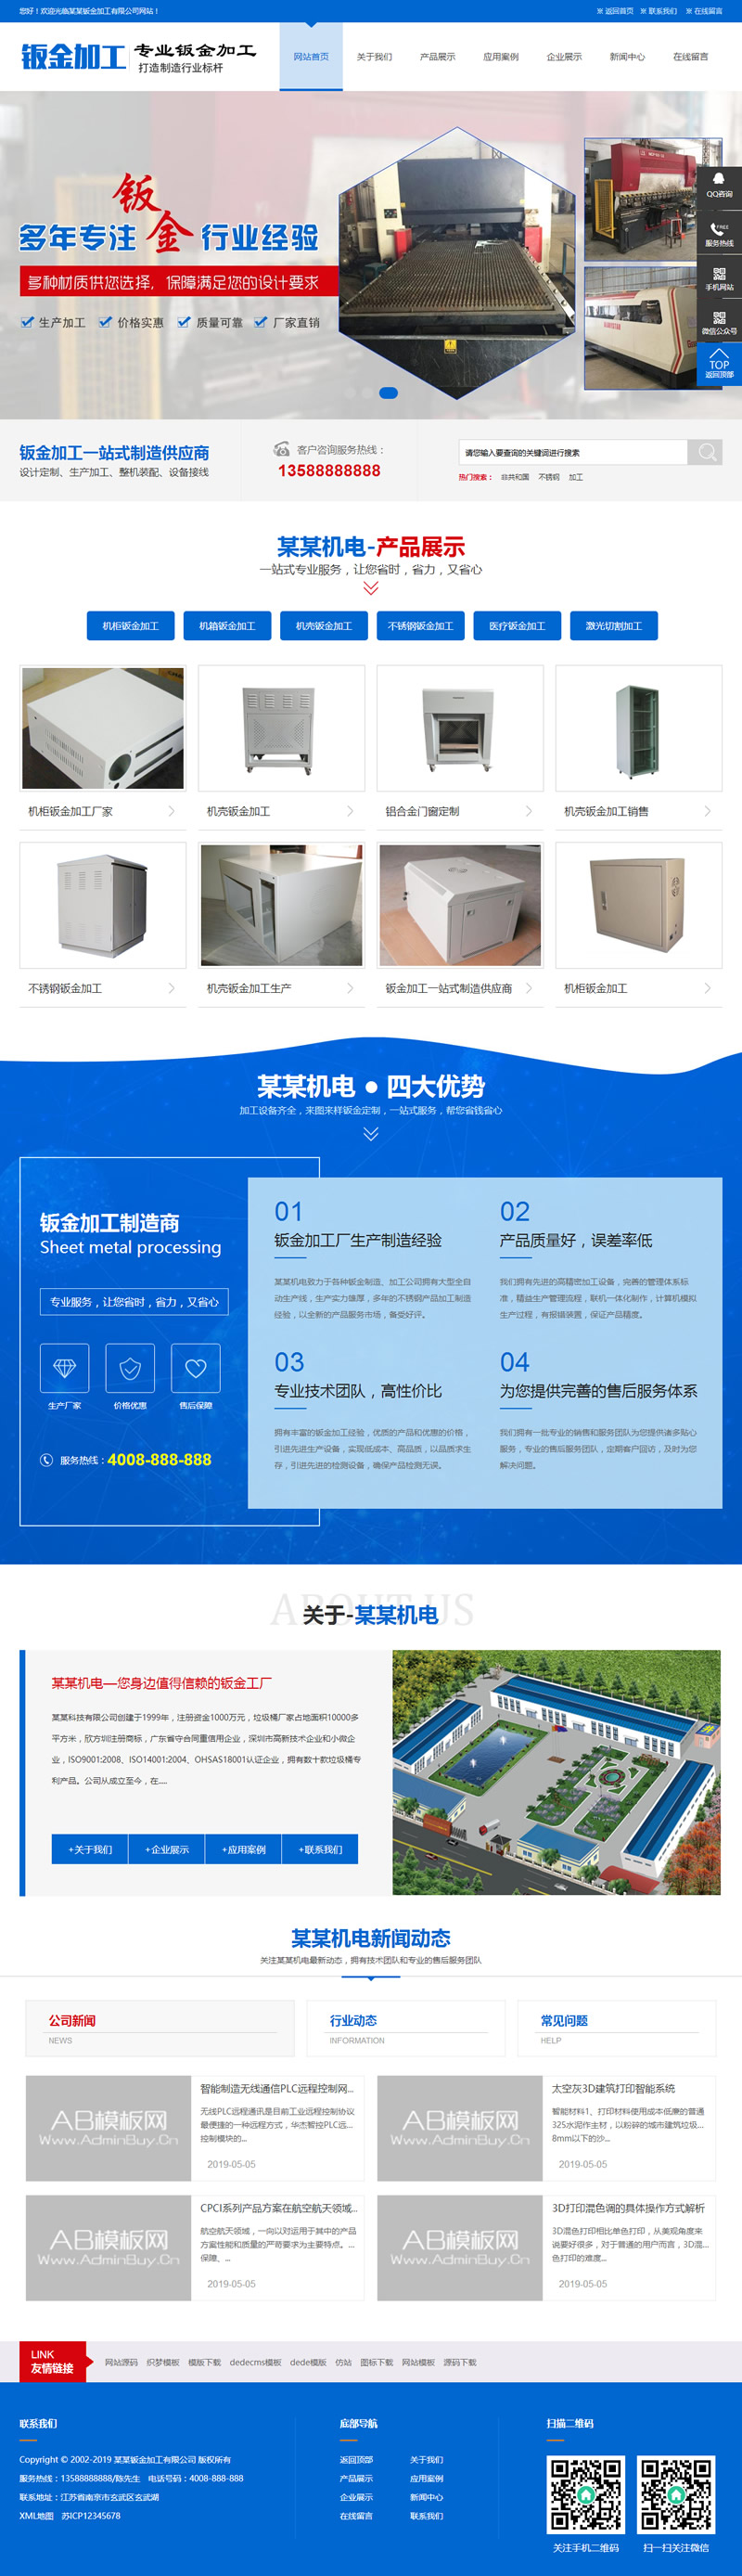 您好！欢迎光临某某钣金加工有限公司网站！
※ 返回首页 ※ 联系我们 ※ 在线留言
钣金加工
专业钣金加工
打造制造行业标杆
网站首页 关于我们 产品展示 应用案例 企业展示 新闻中心 在线留言
多年专注 钣金 行业经验
多种材质供您选择，保障满足您的设计要求
生产加工 价格实惠 质量可靠 厂家直销
QQ咨询
服务热线
手机网站
微信公众号
TOP
返回顶部
钣金加工一站式制造供应商
设计定制、生产加工、整机装配、设备接线
客户咨询服务热线：
13588888888
请您输入要查询的关键词进行搜索
热门搜索： 非共和国 不锈钢 加工
某某机电-产品展示
一站式专业服务，让您省时，省力，又省心
机柜钣金加工 机箱钣金加工 机壳钣金加工 不锈钢钣金加工 医疗钣金加工 激光切割加工
机柜钣金加工厂家 机壳钣金加工 铝合金门窗定制 机壳钣金加工销售
不锈钢钣金加工 机壳钣金加工生产 钣金加工一站式制造供应商 机柜钣金加工
某某机电 ● 四大优势
加工设备齐全，来图来样钣金定制，一站式服务，帮您省钱省心
钣金加工制造商
Sheet metal processing
专业服务，让您省时，省力，又省心
生产厂家 价格优惠 售后保障
服务热线：4008-888-888
01
钣金加工厂生产制造经验
某某机电致力于各种钣金制造、加工公司拥有大型全自
动生产线，生产实力雄厚，多年的不锈钢产品加工制造
经验，以全新的产品服务市场，备受好评。
02
产品质量好，误差率低
我们拥有先进的高精密加工设备，完善的管理体系标
准，精益生产管理流程，联机一体化制作，计算机模拟
生产过程，有报错装置，保证产品精度。
03
专业技术团队，高性价比
拥有丰富的钣金加工经验，优质的产品和优惠的价格，
引进先进生产设备，实现低成本、高品质，以品质求生
存，引进先进的检测设备，确保产品检测无误。
04
为您提供完善的售后服务体系
我们拥有一批专业的销售和服务团队为您提供诸多贴心
服务，专业的售后服务团队，定期客户回访，及时为您
解决问题。
ABOUT US
关于-某某机电
某某机电—您身边值得信赖的钣金工厂
某某科技有限公司创建于1999年，注册资金1000万元，垃圾桶厂家占地面积10000多
平方米，欣方圳注册商标，广东省守合同重信用企业，深圳市高新技术企业和小微企
业，ISO9001:2008、ISO14001:2004、OHSAS18001认证企业，拥有数十款垃圾桶专
利产品。公司从成立至今，在.....
+关于我们 +企业展示 +应用案例 +联系我们
某某机电新闻动态
关注某某机电最新动态，拥有技术团队和专业的售后服务团队
公司新闻
NEWS
行业动态
INFORMATION
常见问题
HELP
AB模板网
Www.AdminBuy.Cn
智能制造无线通信PLC远程控制网...
无线PLC远程通讯是目前工业远程控制协议
最便捷的一种远程方式，华杰智控PLC远...
控制模块的...
2019-05-05
AB模板网
Www.AdminBuy.Cn
太空灰3D建筑打印智能系统
智能材料1、打印材料使用成本低廉的普通
325水泥作主材，以粉碎的城市建筑垃圾...
8mm以下的沙...
2019-05-05
AB模板网
Www.AdminBuy.Cn
CPCI系列产品方案在航空航天领域...
航空航天领域，一向以对运用于其中的产品
方案性能和质量的严苛要求为主要特点。...
保障、...
2019-05-05
AB模板网
Www.AdminBuy.Cn
3D打印混色调的具体操作方式解析
3D混色打印相比单色打印，从美观角度来
说要好很多，对于普通的用户而言，3D混...
色打印的难度...
2019-05-05
LINK
友情链接
网站源码 织梦模板 模版下载 dedecms模板 dede模版 仿站 图标下载 网站模板 源码下载
联系我们
Copyright © 2002-2019 某某钣金加工有限公司 版权所有
服务热线：13588888888/陈先生 电话号码：4008-888-888
联系地址：江苏省南京市玄武区玄武湖
XML地图 苏ICP12345678
底部导航
返回顶部 关于我们
产品展示 应用案例
企业展示 新闻中心
在线留言 联系我们
扫描二维码
关注手机二维码 扫一扫关注微信